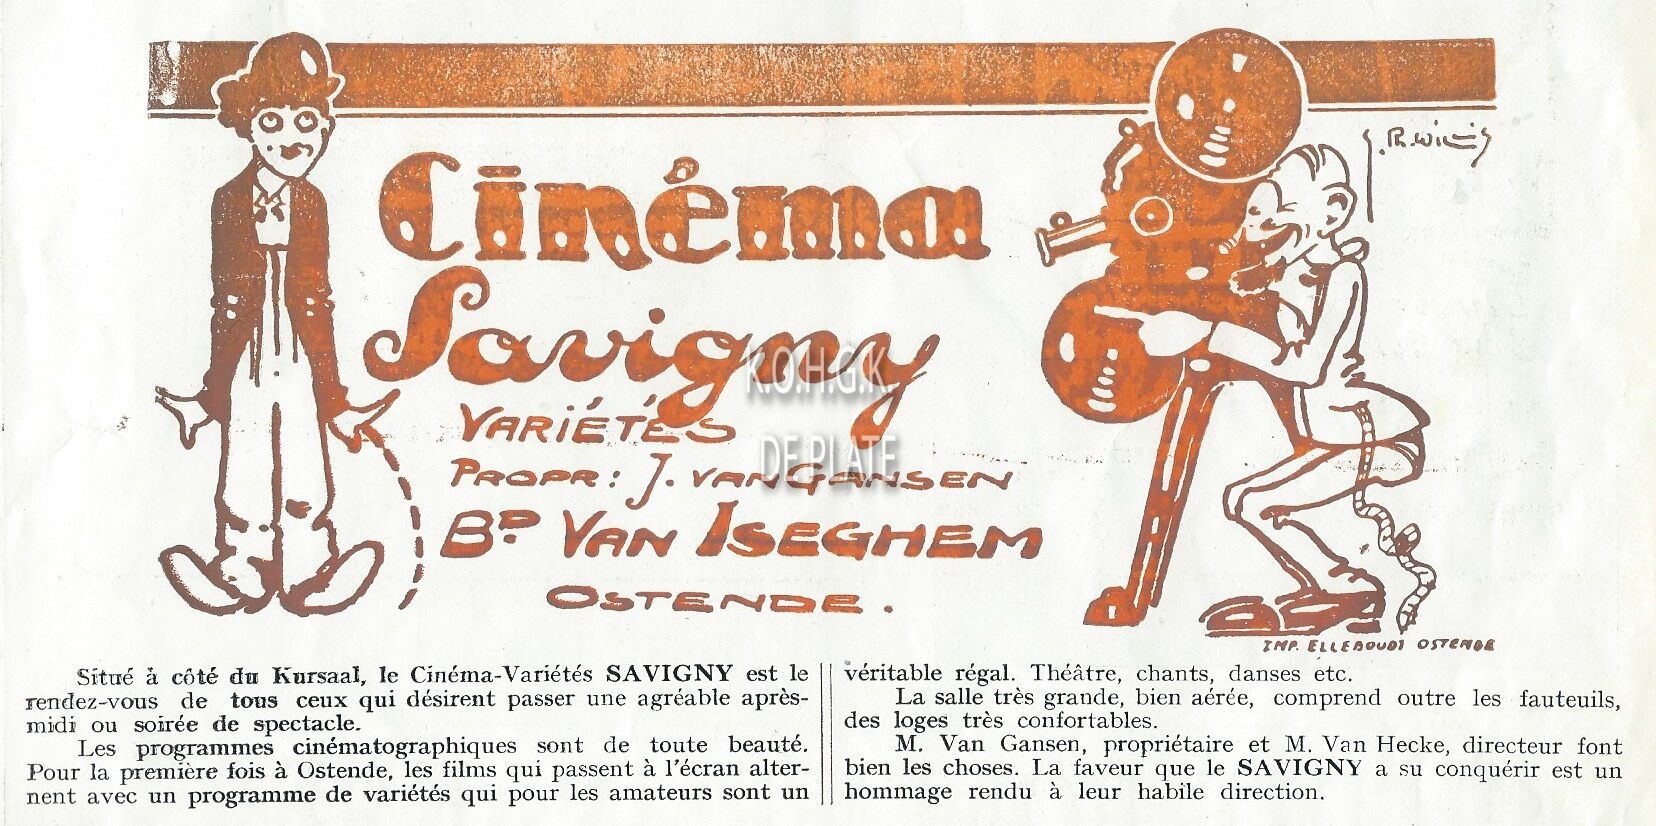 Cinéma
Savigny
VARIÉTÉS
PROPR: J. VAN GANSEN
BD VAN ISEGHEM
OSTENDE.
K.O.H.G.K
DE PLATE
IMP. ELLEBOUDT OSTENDE
Situé à côté du Kursaal, le Cinéma-Variétés SAVIGNY est le
rendez-vous de tous ceux qui désirent passer une agréable après-
midi ou soirée de spectacle.
Les programmes cinématographiques sont de toute beauté.
Pour la première fois à Ostende, les films qui passent à l'écran alter-
nent avec un programme de variétés qui pour les amateurs sont un
véritable régal. Théâtre, chants, danses etc.
La salle très grande, bien aérée, comprend outre les fauteuils,
des loges très confortables.
M. Van Gansen, propriétaire et M. Van Hecke, directeur font
bien les choses. La faveur que le SAVIGNY a su conquérir est un
hommage rendu à leur habile direction.